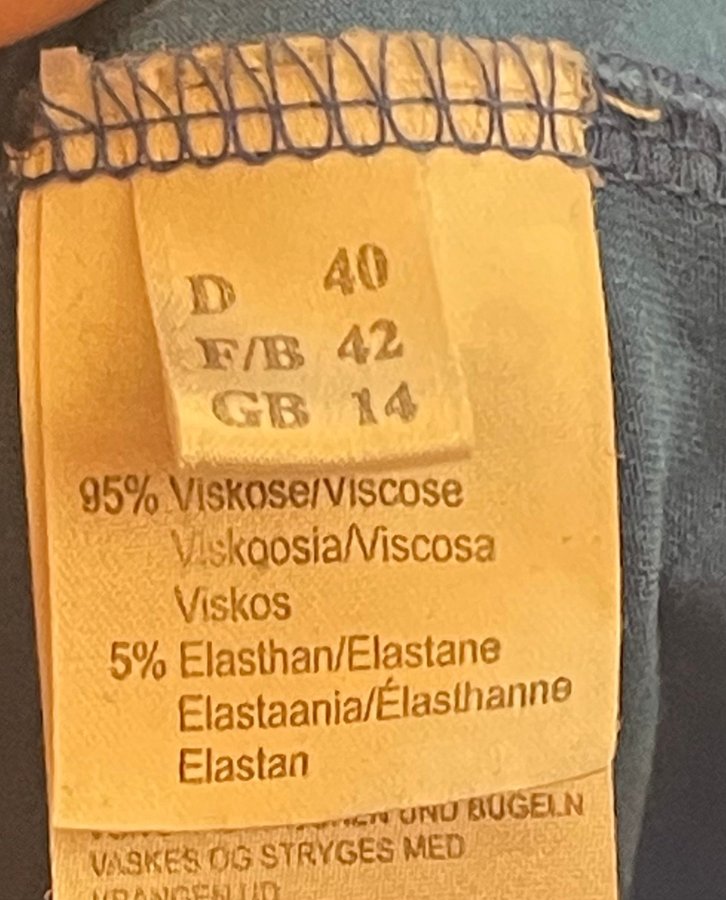 D 40
F/B 42
GB 14
95% Viskose/Viscose
Viskoosia/Viscosa
Viskos
5% Elasthan/Elastane
Elastaania/Élasthanne
Elastan
UND BÜGELN
VASKES OG STRYGES MED